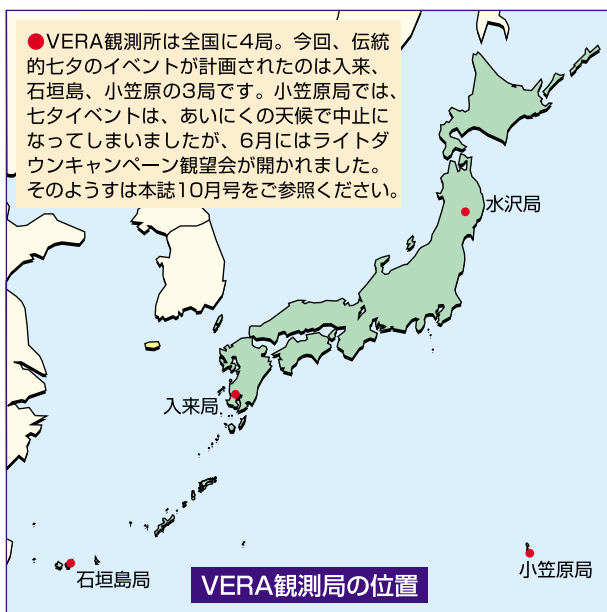 ●VERA観測所は全国に4局。今回、伝統
的七夕のイベントが計画されたのは入来、
石垣島、小笠原の3局です。小笠原局では、
七夕イベントは、あいにくの天候で中止に
なってしまいましたが、6月にはライトダ
ウンキャンペーン観望会が開かれました。
そのようすは本誌10月号をご参照ください。
水沢局
入来局
石垣島局
小笠原局
VERA観測局の位置